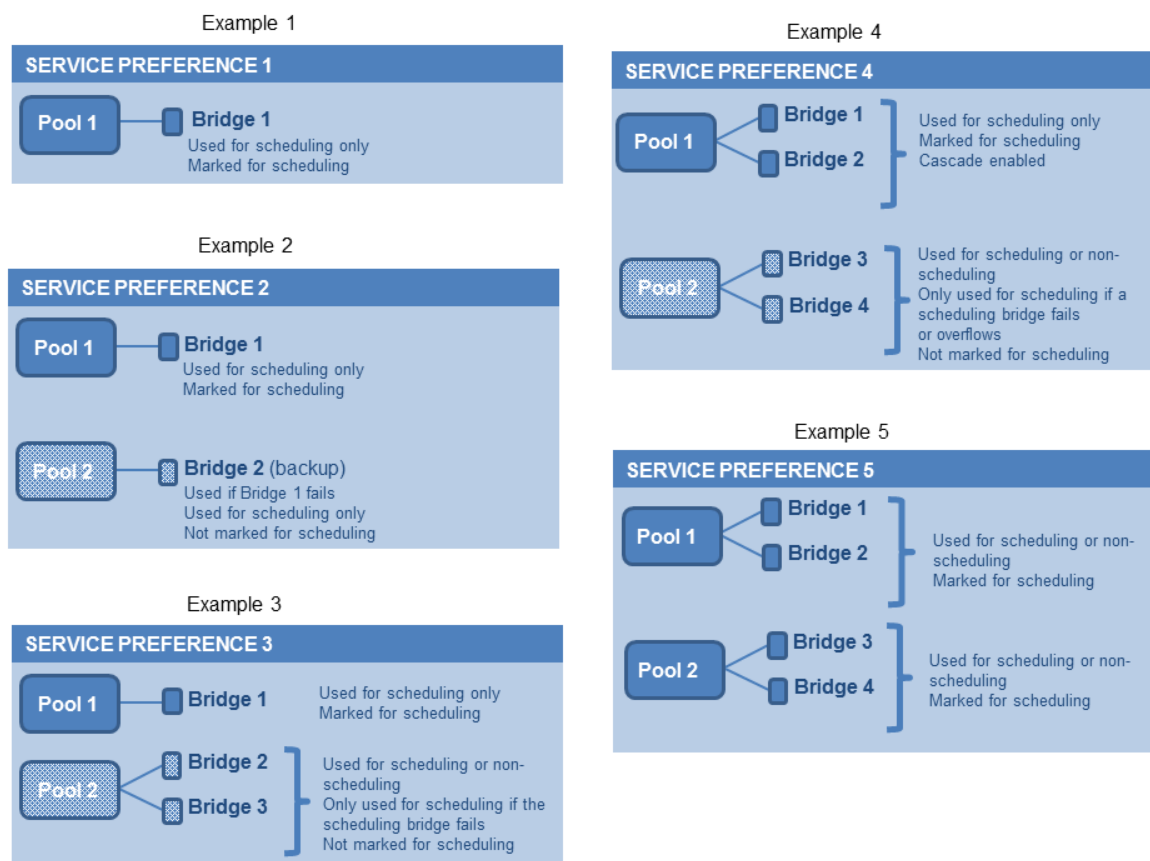 Example 1
SERVICE PREFERENCE 1
Pool 1
Bridge 1
Used for scheduling only
Marked for scheduling
Example 2
SERVICE PREFERENCE 2
Pool 1
Bridge 1
Used for scheduling only
Marked for scheduling
Pool 2
Bridge 2 (backup)
Used if Bridge 1 fails
Used for scheduling only
Not marked for scheduling
Example 3
SERVICE PREFERENCE 3
Pool 1
Bridge 1
Used for scheduling only
Marked for scheduling
Pool 2
Bridge 2
Bridge 3
Used for scheduling or non-
scheduling
Only used for scheduling if the
scheduling bridge fails
Not marked for scheduling
Example 4
SERVICE PREFERENCE 4
Pool 1
Bridge 1
Bridge 2
Used for scheduling only
Marked for scheduling
Cascade enabled
Pool 2
Bridge 3
Bridge 4
Used for scheduling or non-
scheduling
Only used for scheduling if a
scheduling bridge fails
or overflows
Not marked for scheduling
Example 5
SERVICE PREFERENCE 5
Pool 1
Bridge 1
Bridge 2
Used for scheduling or non-
scheduling
Marked for scheduling
Pool 2
Bridge 3
Bridge 4
Used for scheduling or non-
scheduling
Marked for scheduling